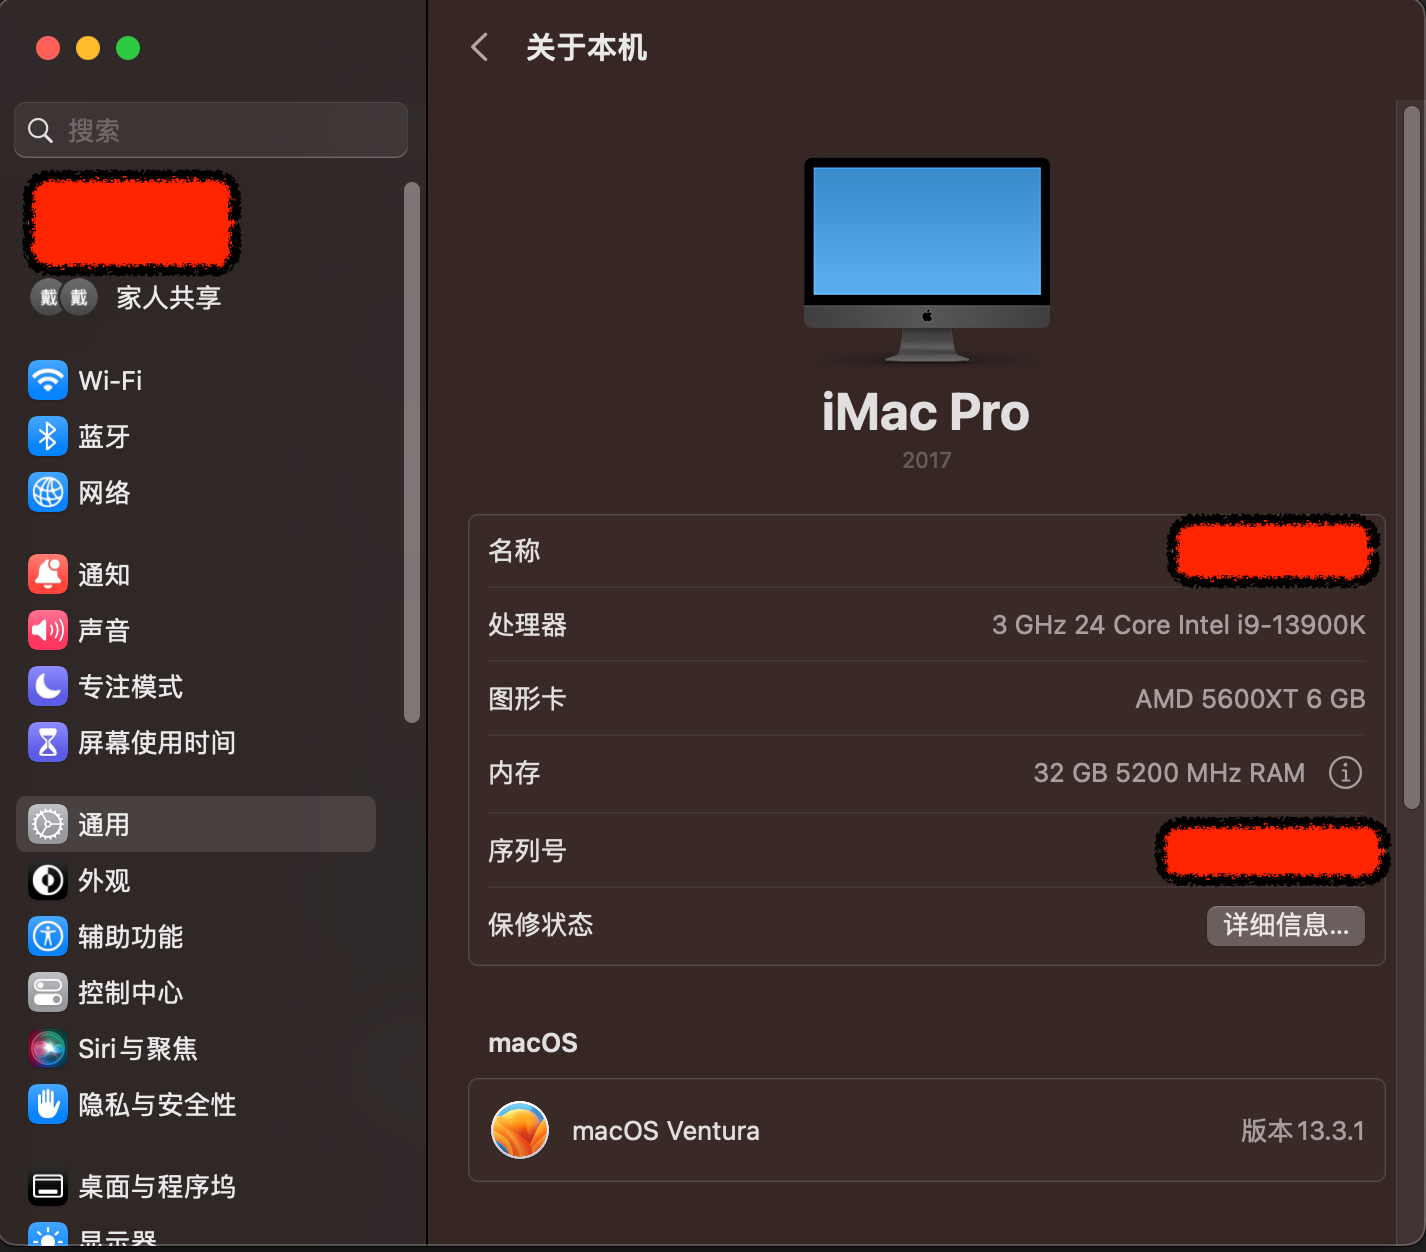 搜索
戴
戴
家人共享
Wi-Fi
蓝牙
网络
通知
声音
专注模式
屏幕使用时间
通用
外观
辅助功能
控制中心
Siri与聚焦
隐私与安全性
桌面与程序坞
显示器
关于本机
iMac Pro
2017
名称
处理器 3 GHz 24 Core Intel i9-13900K
图形卡 AMD 5600XT 6 GB
内存 32 GB 5200 MHz RAM
序列号
保修状态 详细信息...
macOS
macOS Ventura 版本13.3.1